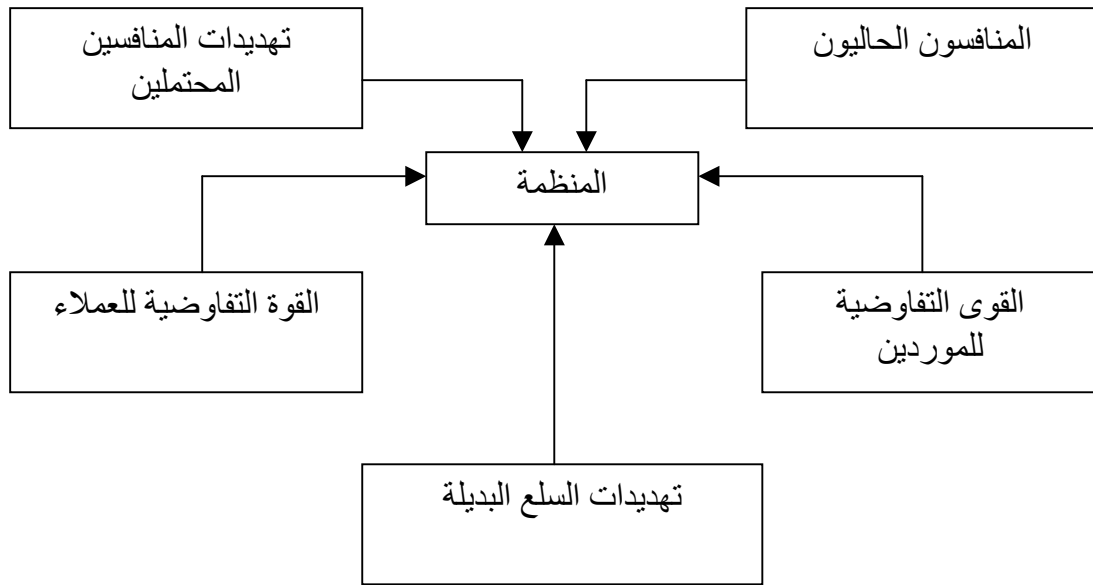 المنافسون الحاليون
تهديدات المنافسين
المحتملين
المنظمة
القوى التفاوضية
للموردين
القوة التفاوضية للعملاء
تهديدات السلع البديلة